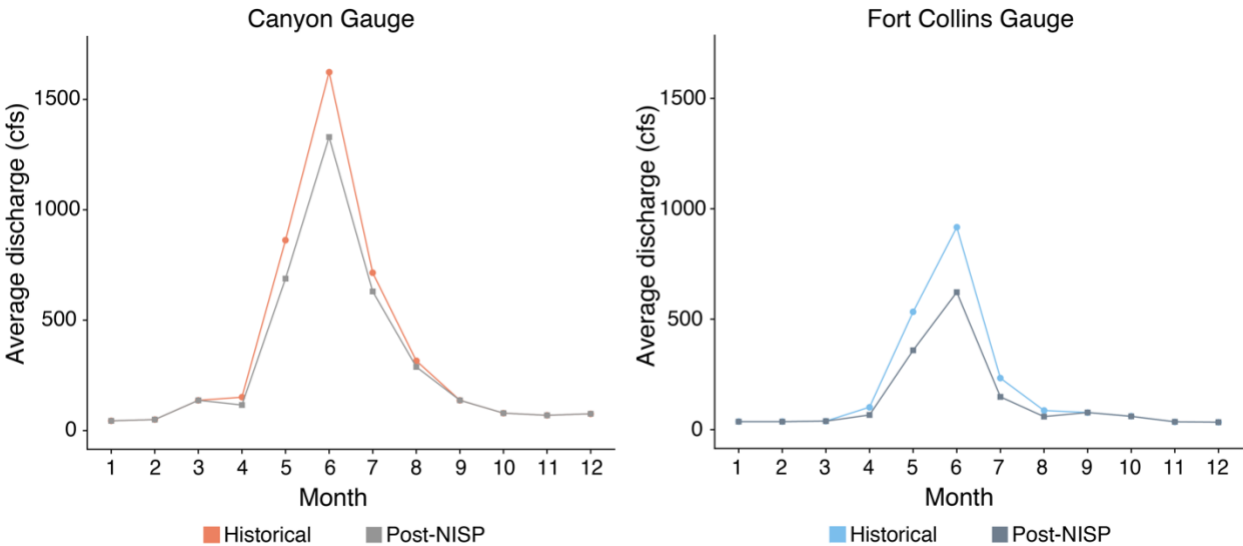 Canyon Gauge
Average discharge (cfs)
1500
1000
500
0
1 2 3 4 5 6 7 8 9 10 11 12
Month
Historical Post-NISP
Fort Collins Gauge
Average discharge (cfs)
1500
1000
500
0
1 2 3 4 5 6 7 8 9 10 11 12
Month
Historical Post-NISP